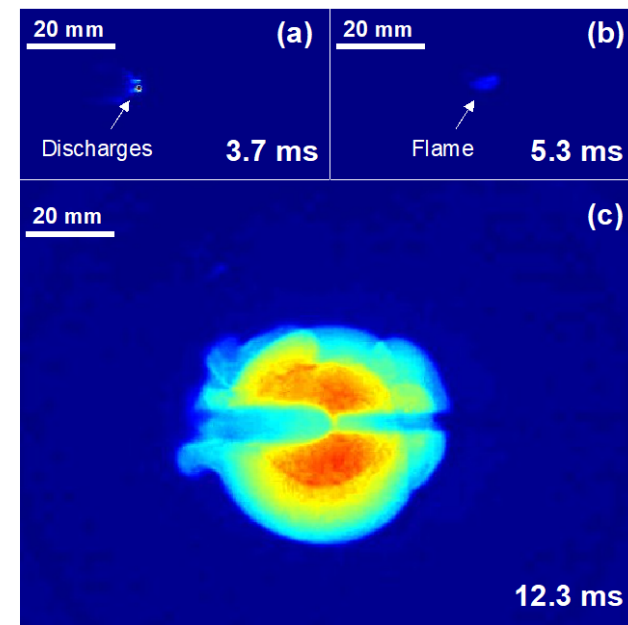 20 mm
(a)
Discharges
3.7 ms
20 mm
(b)
Flame
5.3 ms
20 mm
(c)
12.3 ms